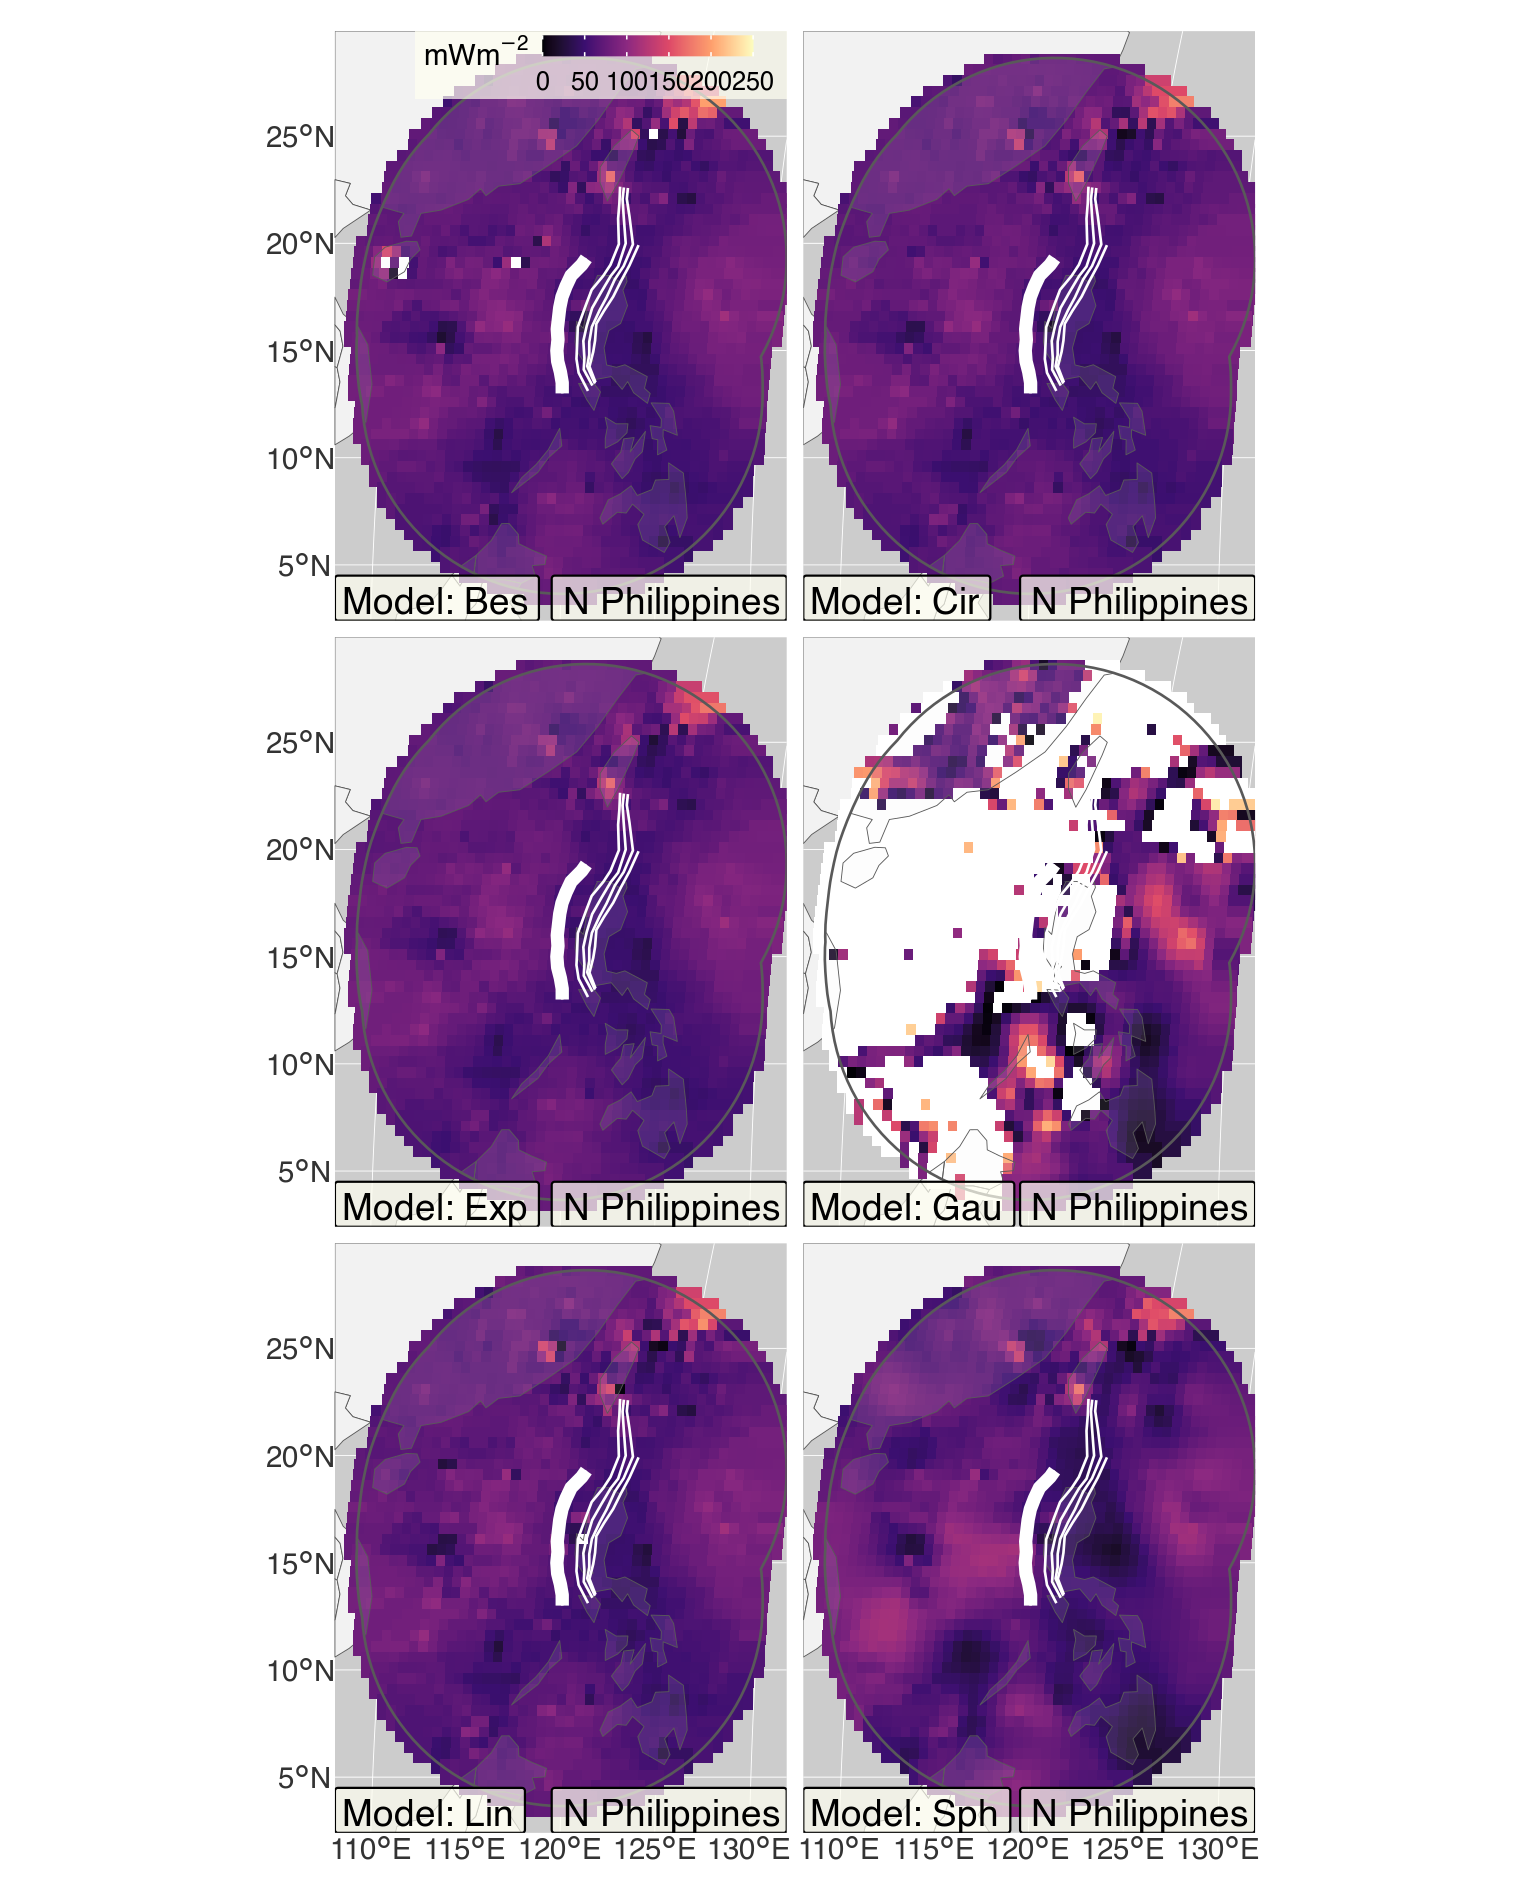 mWm−2
0 50 100150200250
25°N
20°N
15°N
10°N
5°N
Model: Bes N Philippines
Model: Cir N Philippines
25°N
20°N
15°N
10°N
5°N
Model: Exp N Philippines
Model: Gau N Philippines
25°N
20°N
15°N
10°N
5°N
Model: Lin N Philippines
Model: Sph N Philippines
110°E 115°E 120°E 125°E 130°E
110°E 115°E 120°E 125°E 130°E